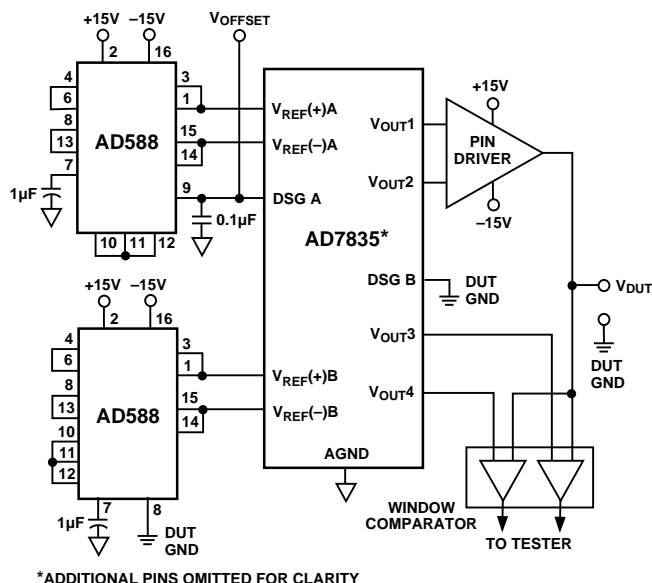 +15V −15V VOFFSET
2 16
4 3
6 1 VREF(+)A
8 AD588 15 VREF(−)A
13 14
7 9 DSG A
1µF 0.1µF
10 11 12
AD7835*
VOUT1
VOUT2
+15V
PIN
DRIVER
−15V
DSG B DUT
GND
VDUT
DUT
GND
VOUT3
VOUT4
+15V −15V
2 16
4 3
6 1 VREF(+)B
8 AD588 15 VREF(−)B
13 14
10
11
12
7 8
1µF DUT
GND
AGND
WINDOW
COMPARATOR
TO TESTER
*ADDITIONAL PINS OMITTED FOR CLARITY